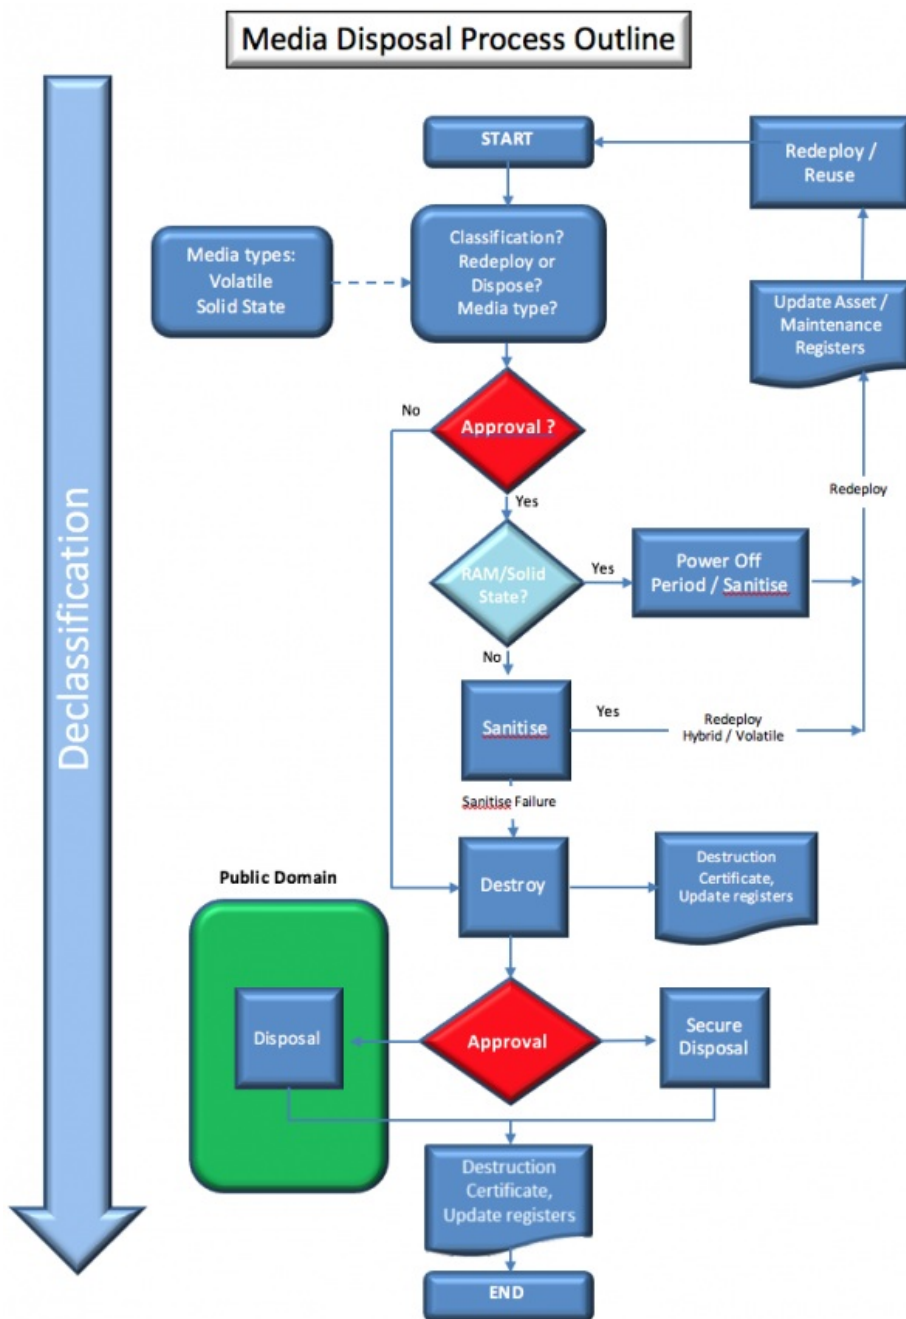 Media Disposal Process Outline
START
Redeploy /
Reuse
Classification?
Redeploy or
Dispose?
Media type?
Media types:
Volatile
Solid State
Update Asset /
Maintenance
Registers
No
Approval ?
Yes
Redeploy
RAM/Solid
State?
Yes
Power Off
Period / Sanitise
No
Sanitise
Yes
Redeploy
Hybrid / Volatile
Sanitise Failure
Declassification
Destroy
Destruction
Certificate,
Update registers
Public Domain
Disposal
Approval
Secure
Disposal
Destruction
Certificate,
Update registers
END